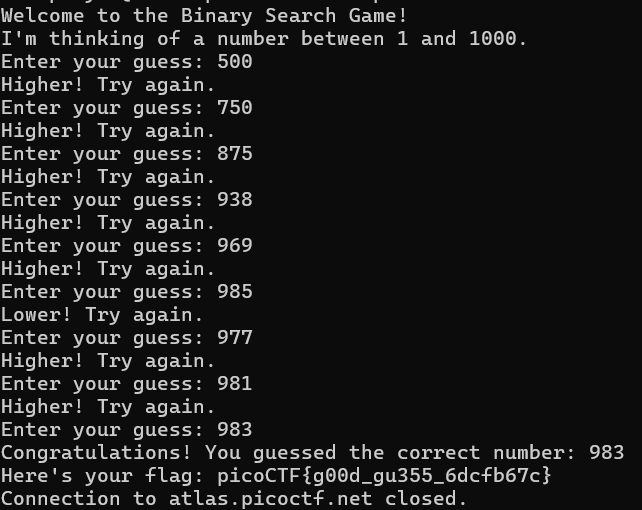 Welcome to the Binary Search Game!
I'm thinking of a number between 1 and 1000.
Enter your guess: 500
Higher! Try again.
Enter your guess: 750
Higher! Try again.
Enter your guess: 875
Higher! Try again.
Enter your guess: 938
Higher! Try again.
Enter your guess: 969
Higher! Try again.
Enter your guess: 985
Lower! Try again.
Enter your guess: 977
Higher! Try again.
Enter your guess: 981
Higher! Try again.
Enter your guess: 983
Congratulations! You guessed the correct number: 983
Here's your flag: picoCTF{g00d_gu355_6dcfb67c}
Connection to atlas.picoctf.net closed.